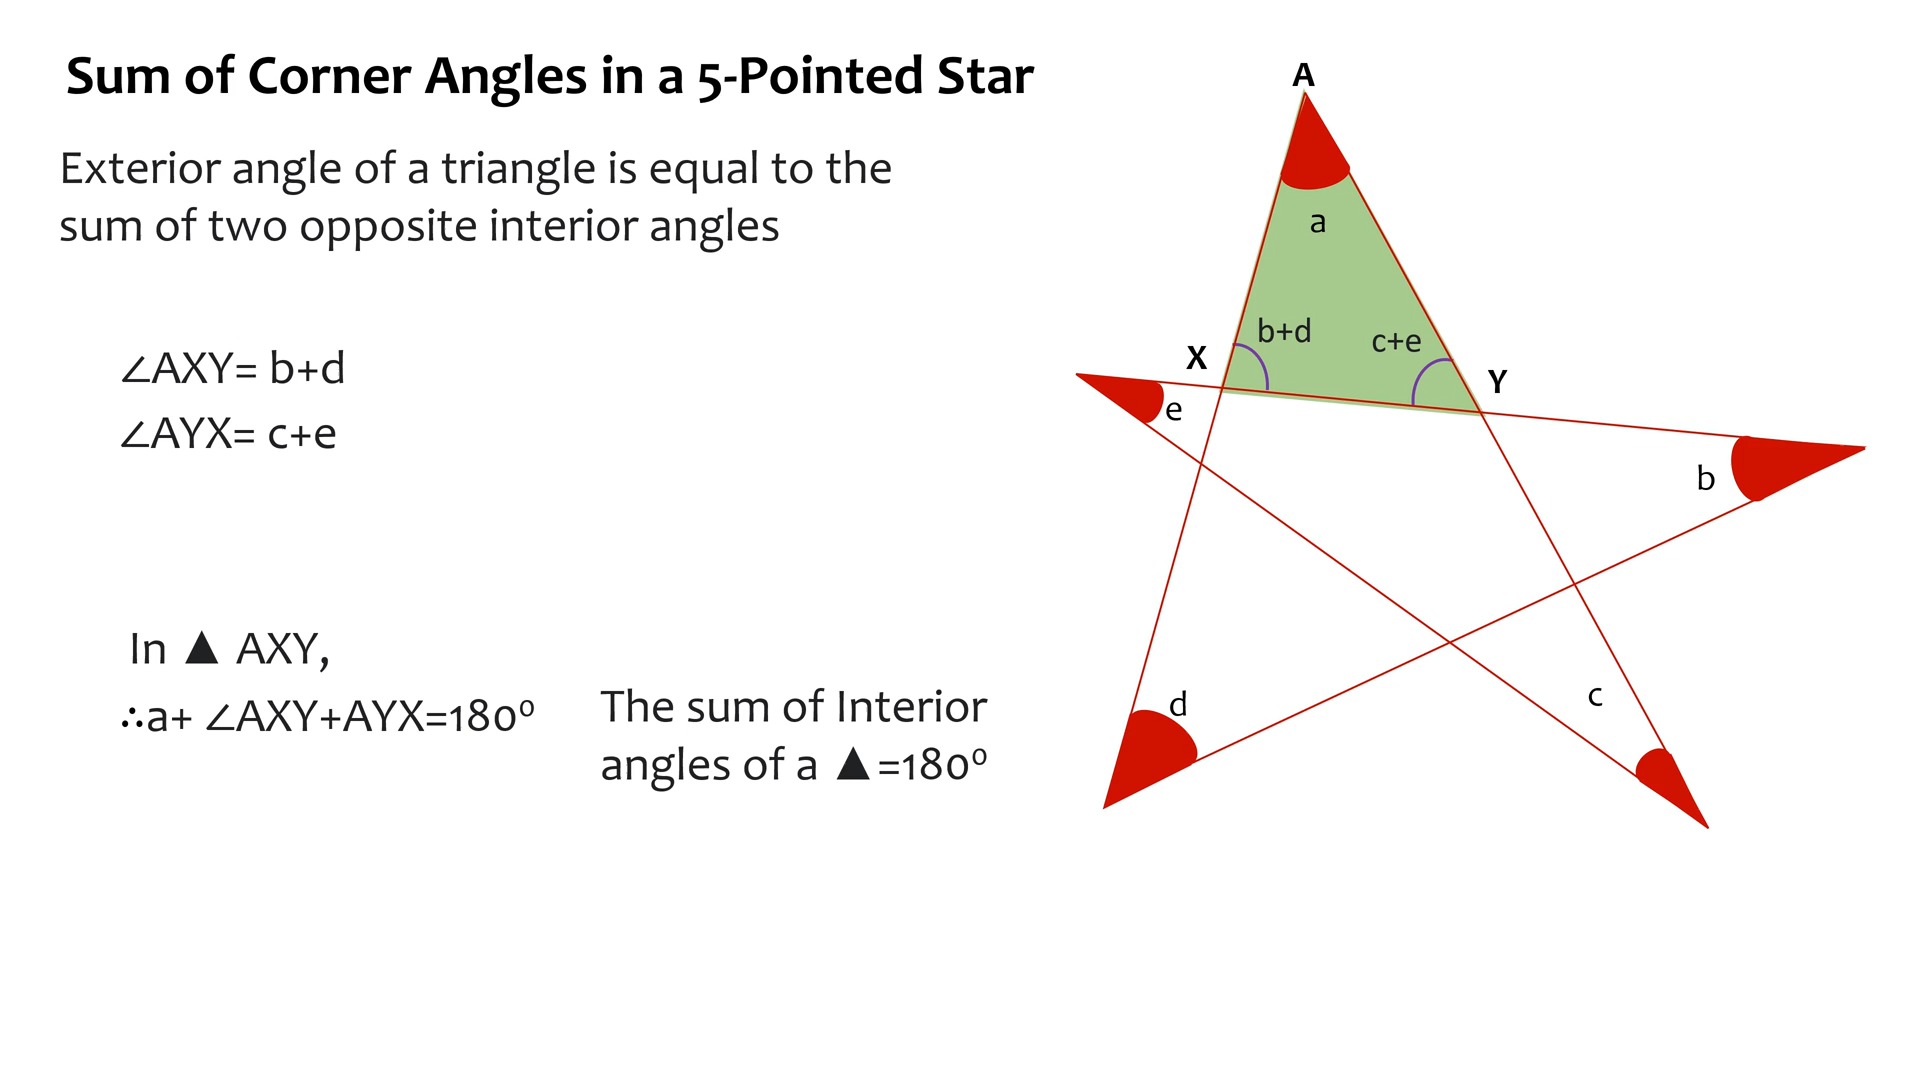 Sum of Corner Angles in a 5-Pointed Star
Exterior angle of a triangle is equal to the
sum of two opposite interior angles
∠AXY= b+d
∠AYX= c+e
In ▲ AXY,
∴a+ ∠AXY+AYX=180⁰
The sum of Interior
angles of a ▲=180⁰
A
a
b+d
c+e
X
Y
e
b
d
c